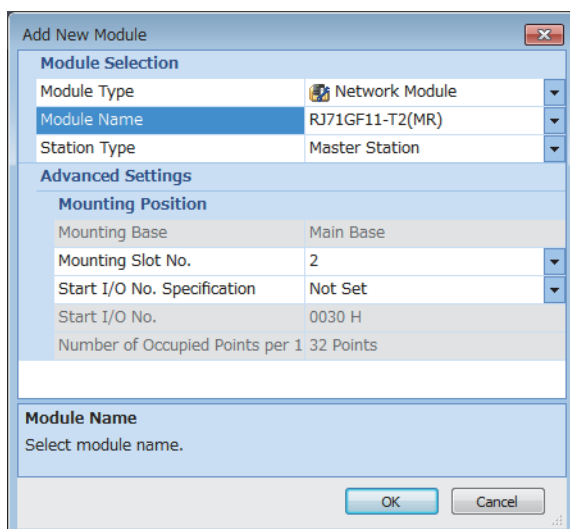 Add New Module
Module Selection
Module Type Network Module
Module Name RJ71GF11-T2(MR)
Station Type Master Station
Advanced Settings
Mounting Position
Mounting Base Main Base
Mounting Slot No. 2
Start I/O No. Specification Not Set
Start I/O No. 0030 H
Number of Occupied Points per 1 32 Points
Module Name
Select module name.
OK Cancel